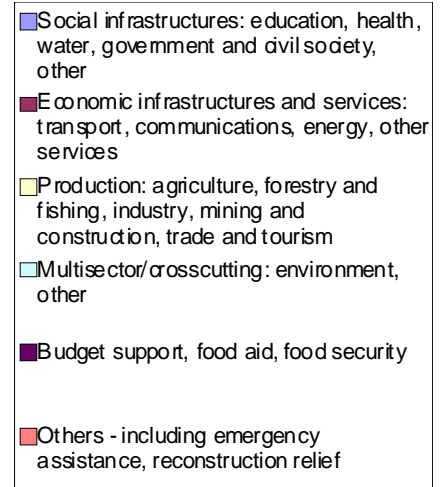 Social infrastructures: education, health,
water, government and civil society,
other
Economic infrastructures and services:
transport, communications, energy, other
services
Production: agriculture, forestry and
fishing, industry, mining and
construction, trade and tourism
Multisector/crosscutting: environment,
other
Budget support, food aid, food security
Others - including emergency
assistance, reconstruction relief